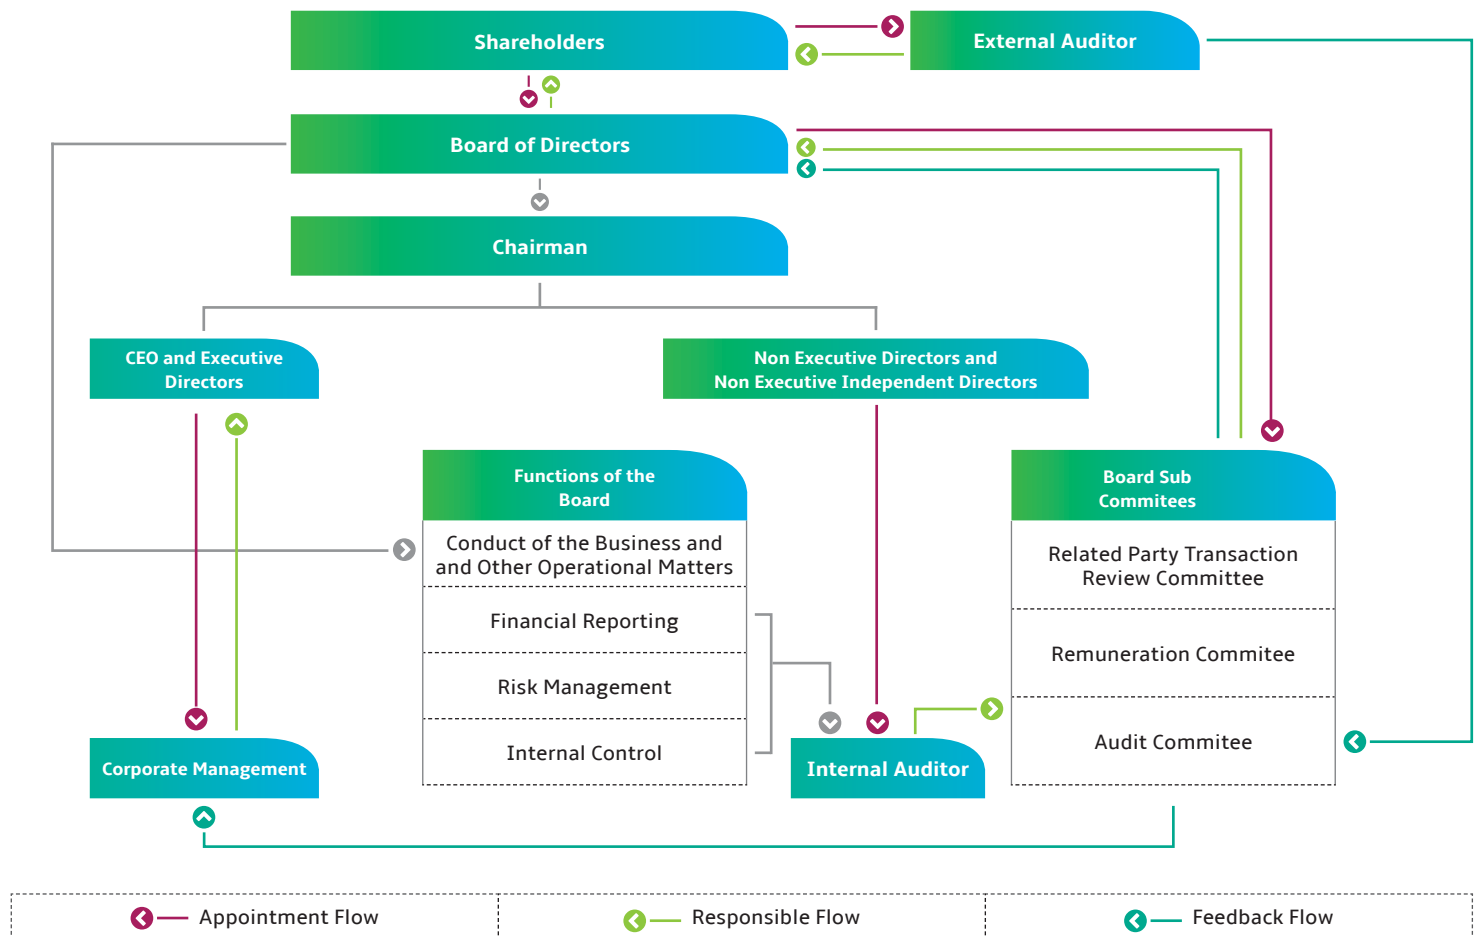 Shareholders
External Auditor
Board of Directors
Chairman
CEO and Executive
Directors
Non Executive Directors and
Non Executive Independent Directors
Functions of the
Board
Conduct of the Business and
and Other Operational Matters
Financial Reporting
Risk Management
Internal Control
Board Sub
Commitees
Related Party Transaction
Review Committee
Remuneration Commitee
Audit Commitee
Corporate Management
Internal Auditor
Appointment Flow
Responsible Flow
Feedback Flow